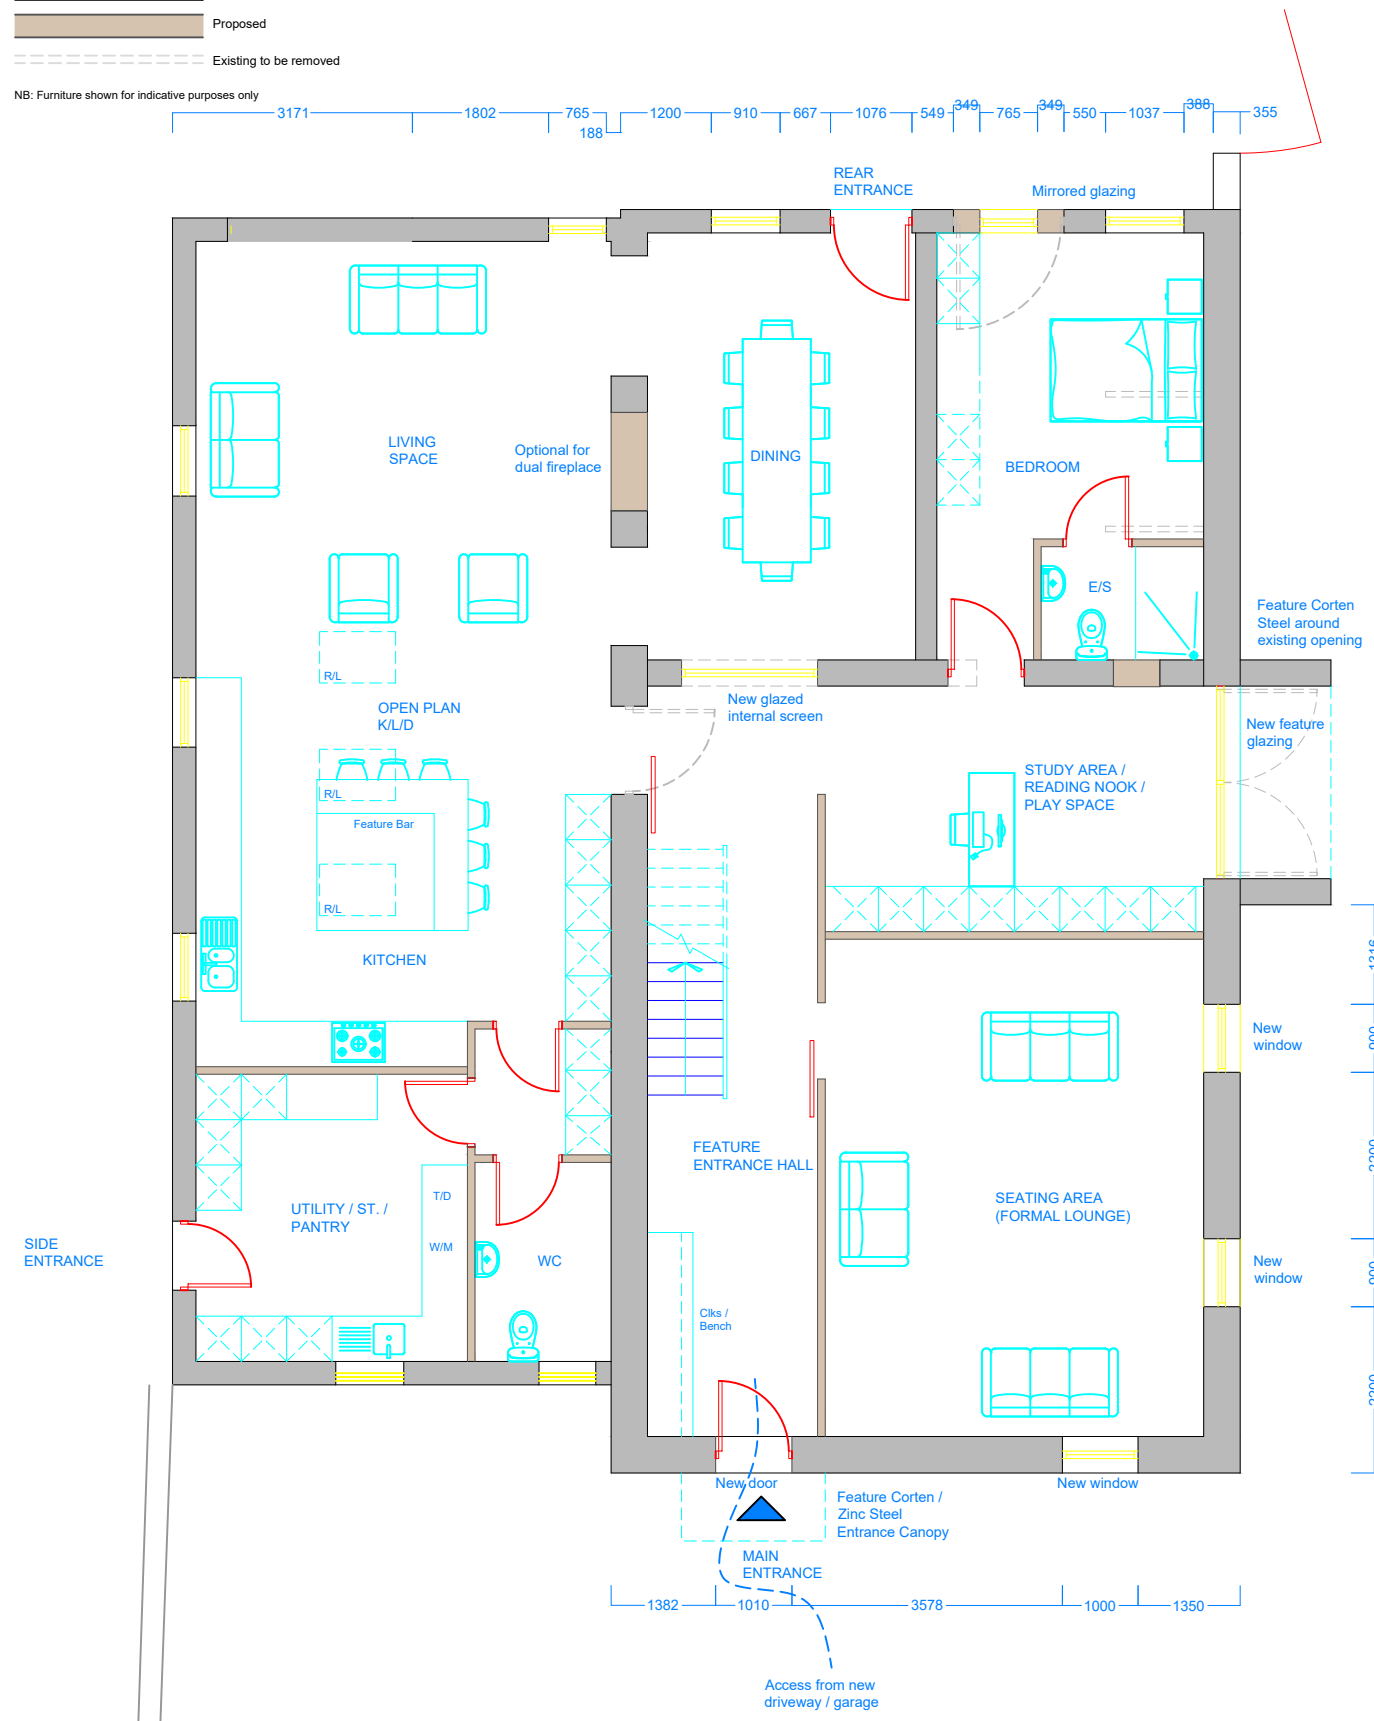 Proposed
Existing to be removed
NB: Furniture shown for indicative purposes only
3171
1802
765
188
1200
910
667
1076
549
349
765
349
550
1037
388
355
REAR
ENTRANCE
Mirrored glazing
LIVING
SPACE
Optional for
dual fireplace
DINING
BEDROOM
E/S
Feature Corten
Steel around
existing opening
R/L
OPEN PLAN
K/L/D
New glazed
internal screen
New feature
glazing
STUDY AREA /
READING NOOK /
PLAY SPACE
R/L
Feature Bar
R/L
KITCHEN
1316
900
New
window
FEATURE
ENTRANCE HALL
2200
T/D
UTILITY / ST. /
PANTRY
SEATING AREA
(FORMAL LOUNGE)
W/M
SIDE
ENTRANCE
WC
New
window
900
Clks /
Bench
2200
New door
New window
Feature Corten /
Zinc Steel
Entrance Canopy
MAIN
ENTRANCE
1382
1010
3578
1000
1350
Access from new
driveway / garage